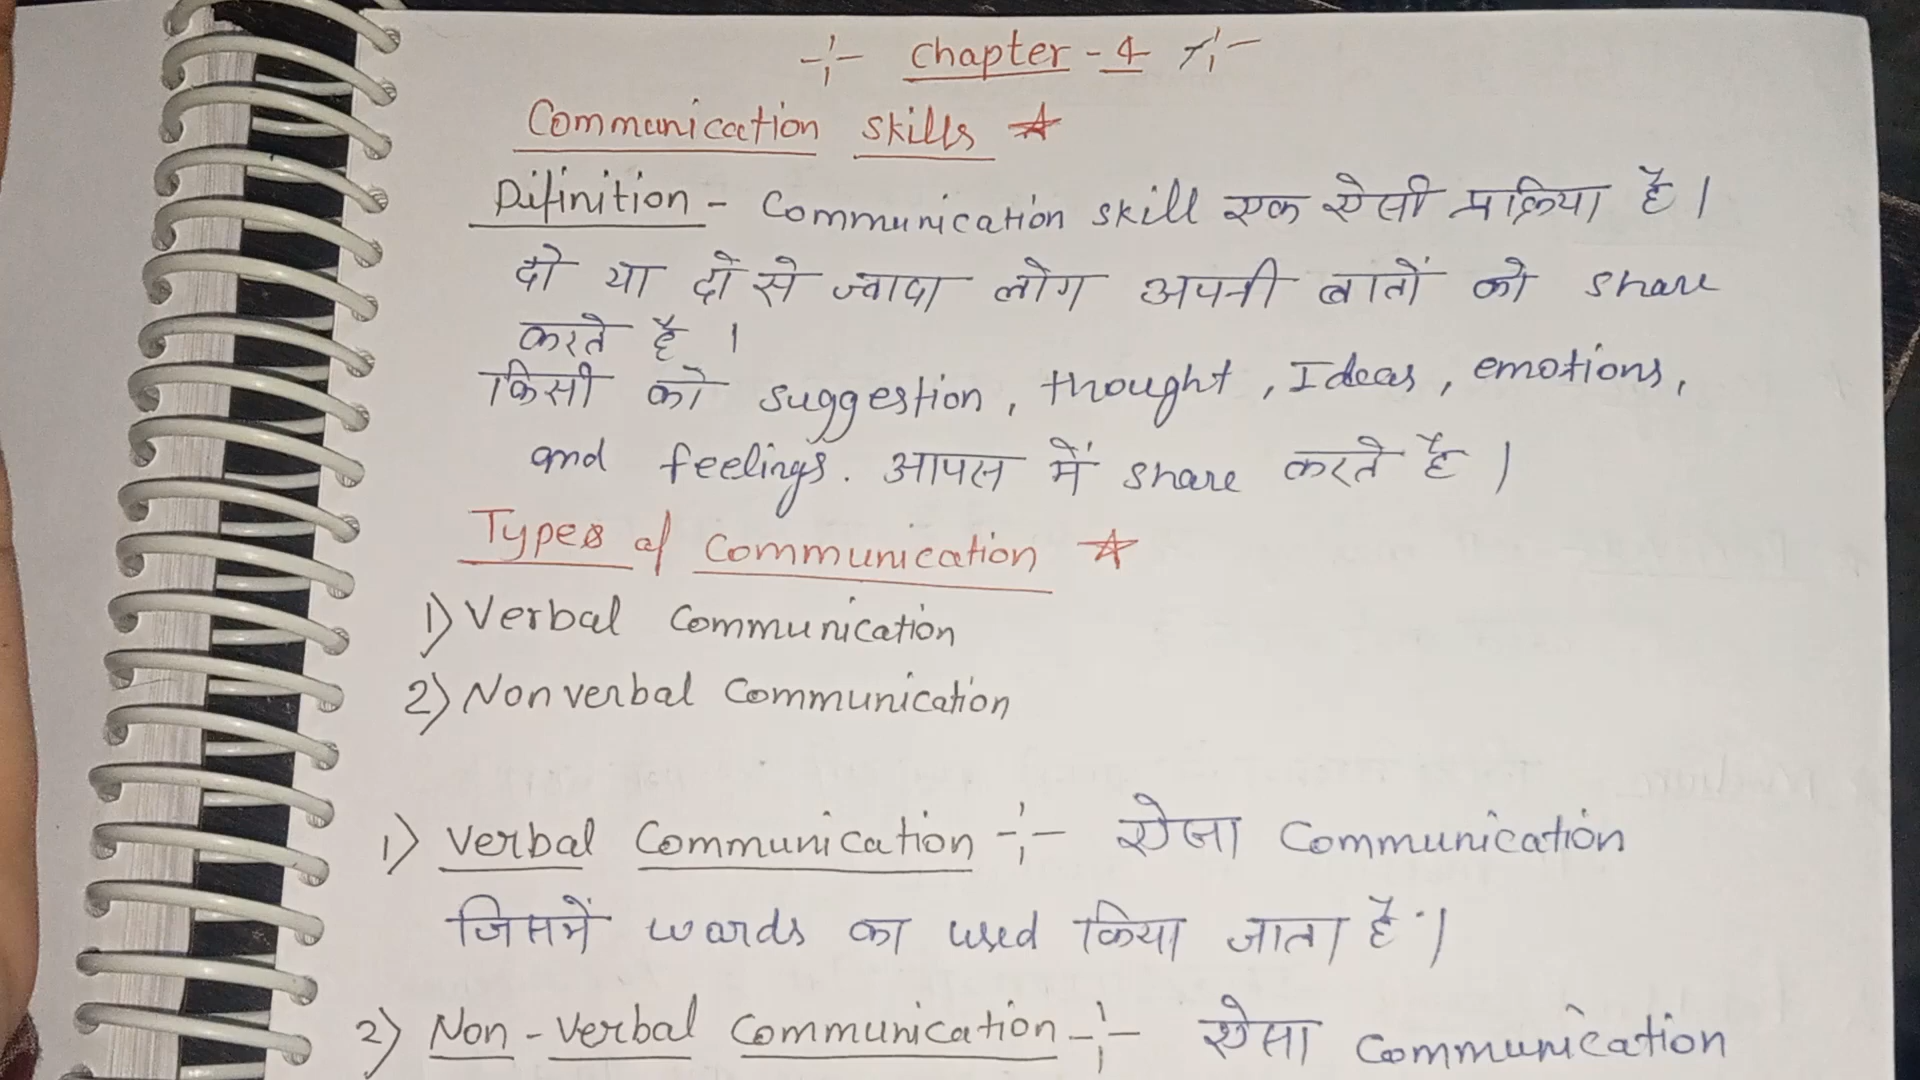 Chapter - 4
Communication skills
Difinition - Communication skill एक ऐसी प्रक्रिया है।
दो या दो से ज्यादा लोग अपनी बातों को share
करते है ।
किसी को suggestion, thought, Ideas, emotions,
and feelings. आपस में share करते है ।
Types of Communication
1) Verbal Communication
2) Nonverbal Communication
1) Verbal Communication -:- ऐसा Communication
जिसमें words का used किया जाता है ।
2) Non-Verbal Communication -:- ऐसा Communication